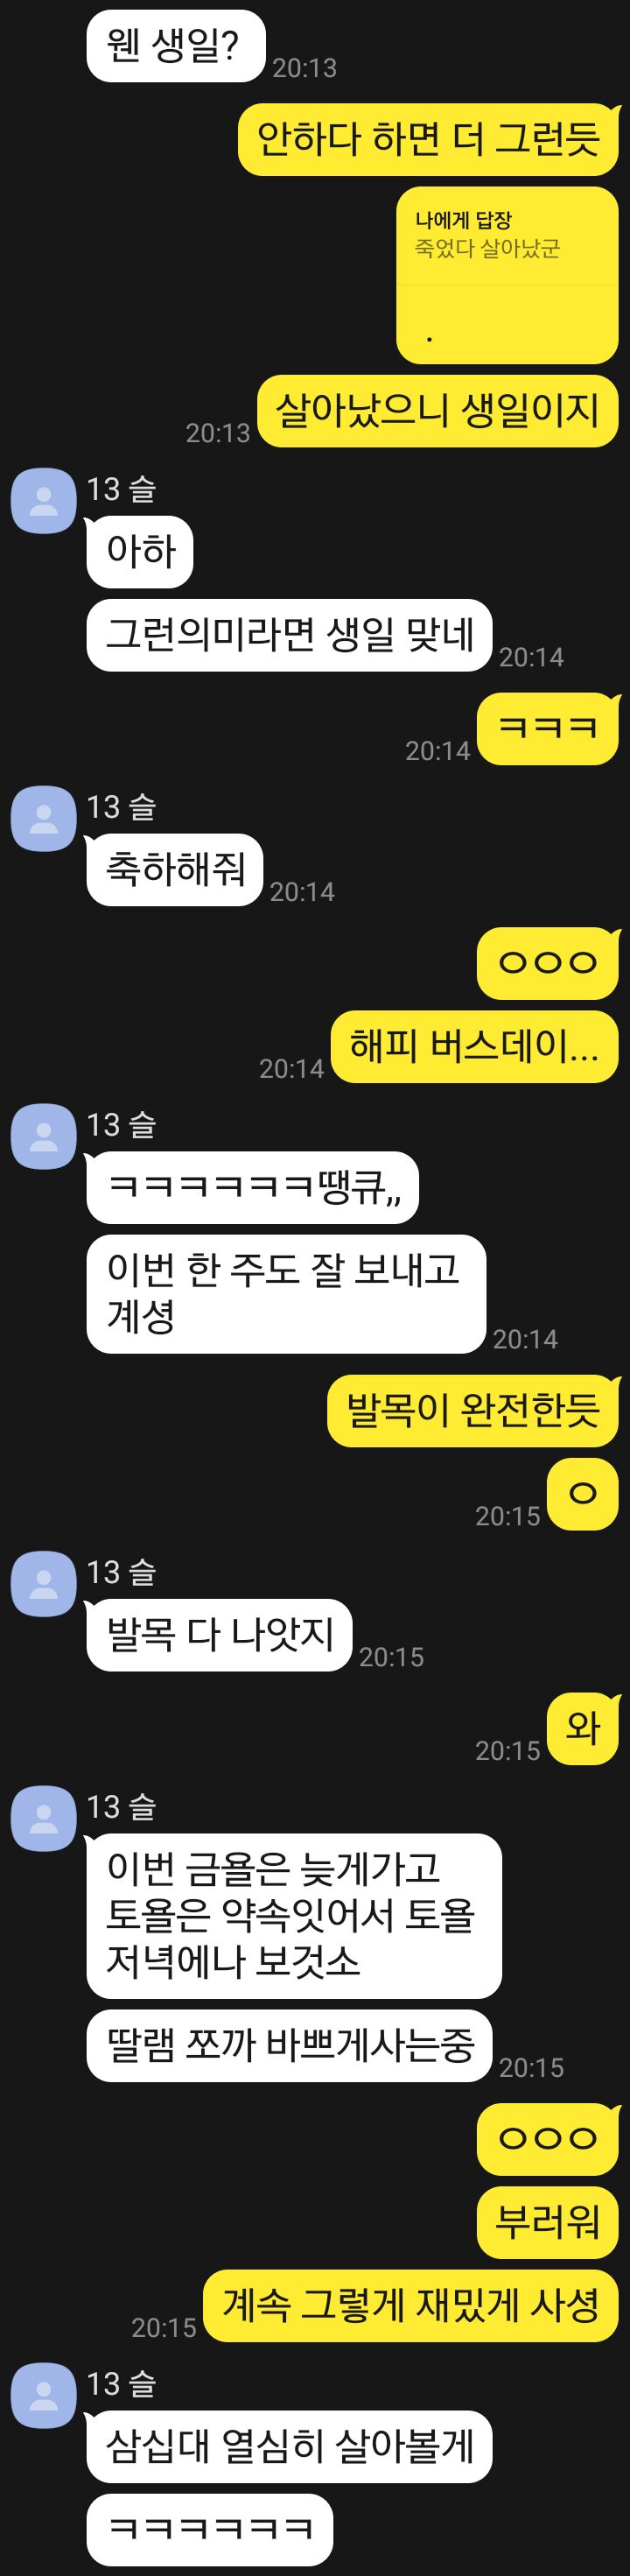 웬 생일?
20:13
안하다 하면 더 그런듯
나에게 답장
죽었다 살아났군
.
살아났으니 생일이지
20:13
13 슬
아하
그런의미라면 생일 맞네
20:14
ㅋㅋㅋ
20:14
13 슬
축하해줘
20:14
ㅇㅇㅇ
해피 버스데이...
20:14
13 슬
ㅋㅋㅋㅋㅋㅋ땡큐,,
이번 한 주도 잘 보내고
계셩
20:14
발목이 완전한듯
ㅇ
20:15
13 슬
발목 다 나앗지
20:15
와
20:15
13 슬
이번 금욜은 늦게가고
토욜은 약속잇어서 토욜
저녁에나 보것소
딸램 쪼까 바쁘게사는중
20:15
ㅇㅇㅇ
부러워
계속 그렇게 재밌게 사셩
20:15
13 슬
삼십대 열심히 살아볼게
ㅋㅋㅋㅋㅋㅋ